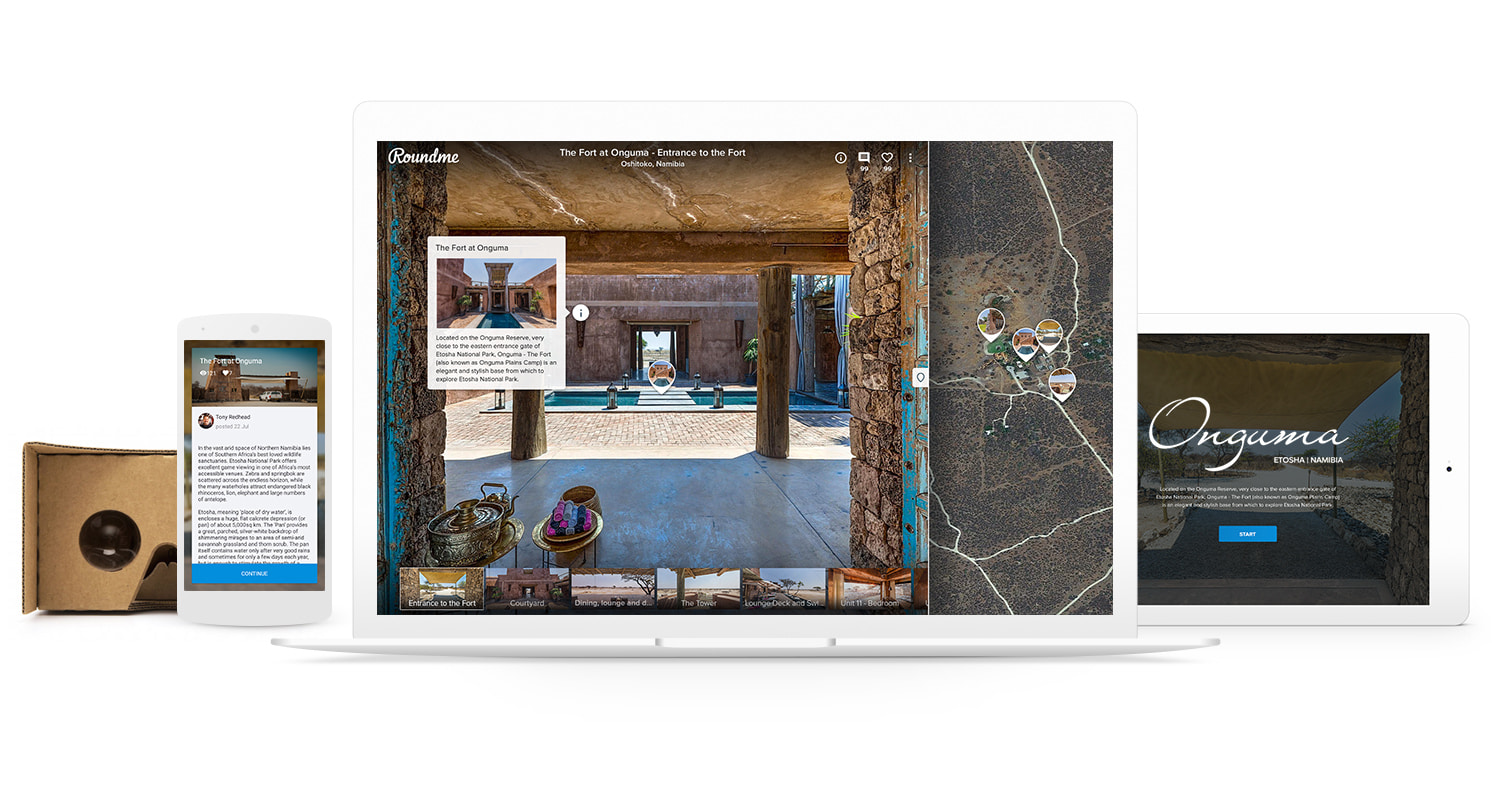 Roundme
The Fort at Onguma - Entrance to the Fort
Oshitoko, Namibia
99
99
The Fort at Onguma
Located on the Onguma Reserve, very
close to the eastern entrance gate of
Etosha National Park, Onguma - The Fort
(also known as Onguma Plains Camp) is an
elegant and stylish base from which to
explore Etosha National Park.
Entrance to the Fort
Courtyard
Dining, lounge and d...
The Tower
Lounge Deck and Swi...
Unit 11 - Bedroom
The Fort at Onguma
121
7
Tony Redhead
posted 22 Jul
In the vast arid space of Northern Namibia lies
one of Southern Africa's best loved wildlife
sanctuaries. Etosha National Park offers
excellent game viewing in one of Africa's most
accessible venues. Zebra and springbok are
scattered across the endless horizon, while
the many waterholes attract endangered black
rhinoceros, lion, elephant and large numbers
of antelope.
Etosha, meaning 'place of dry water', is
encloses a huge, flat calcrete depression (or
pan) of about 5,000sq km. The 'Pan' provides
a great, parched, silver-white backdrop of
shimmering mirages to an area of semi-arid
savannah grassland and thorn scrub. The pan
itself contains water only after very good rains
and sometimes for only a few days each year,
CONTINUE
Onguma
ETOSHA | NAMIBIA
Located on the Onguma Reserve, very close to the eastern entrance gate of
Etosha National Park, Onguma - The Fort (also known as Onguma Plains Camp)
is an elegant and stylish base from which to explore Etosha National Park.
START